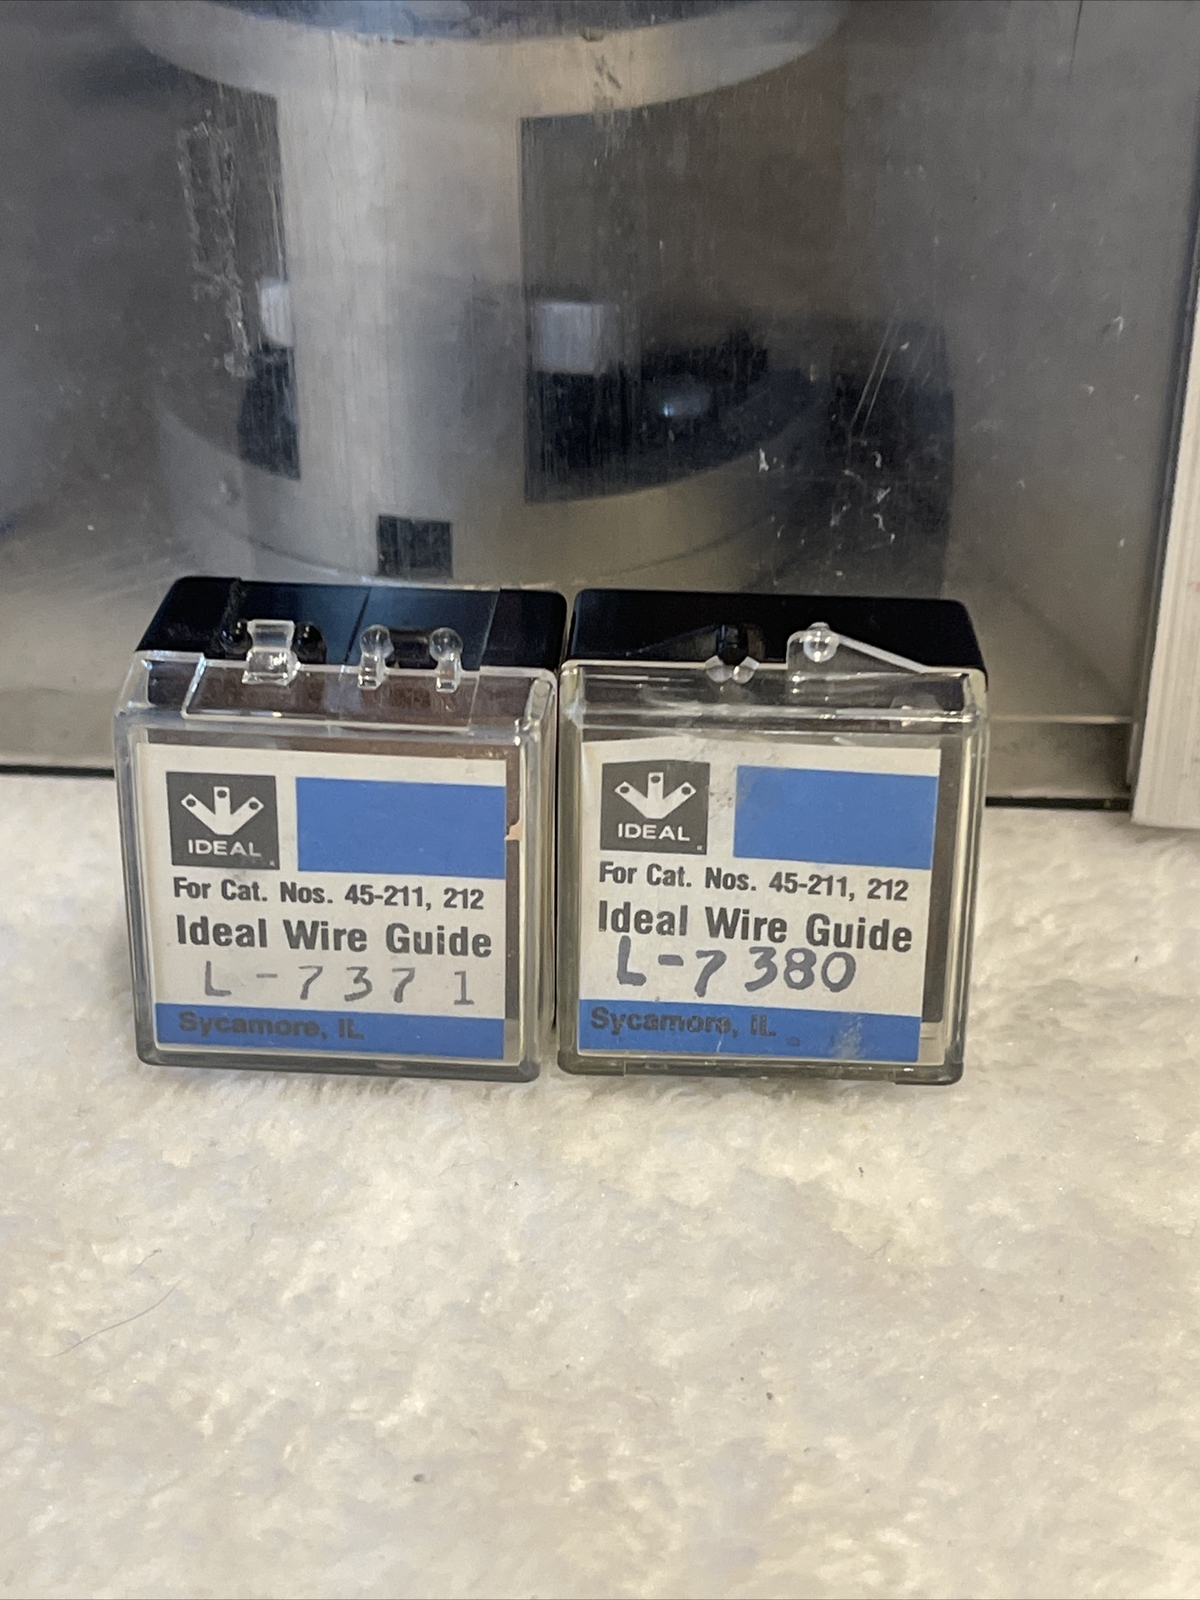 IDEAL
For Cat. Nos. 45-211, 212
Ideal Wire Guide
L-7371
Sycamore, IL
IDEAL
For Cat. Nos. 45-211, 212
Ideal Wire Guide
L-7380
Sycamore, IL